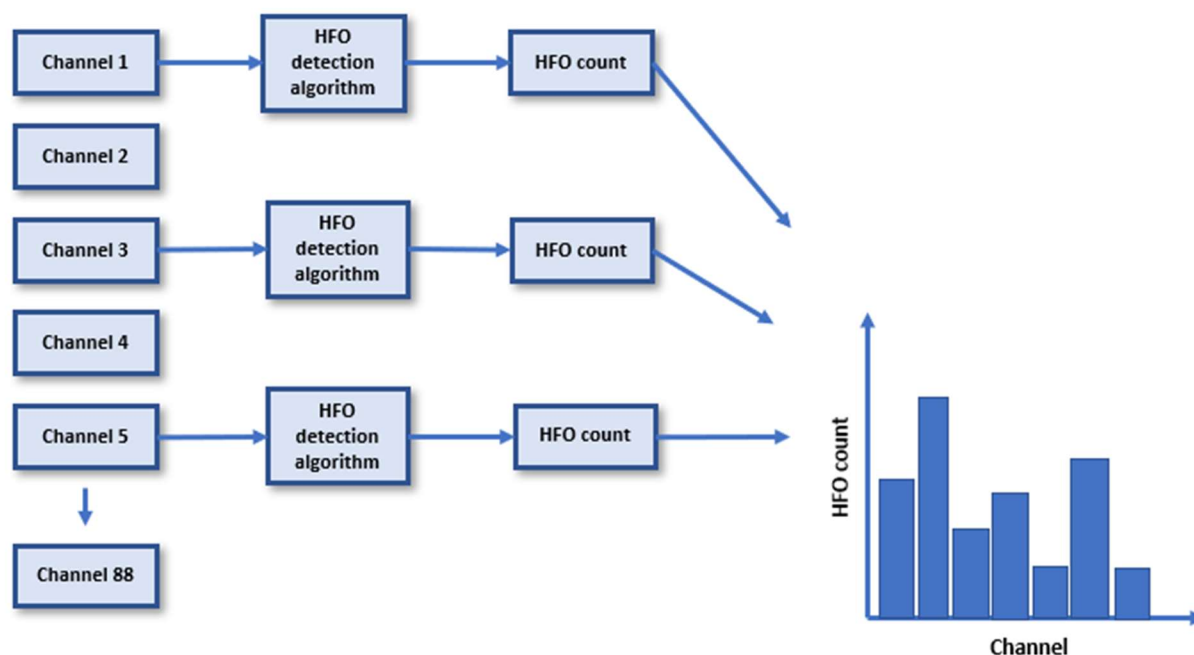 Channel 1
HFO
detection
algorithm
HFO count
Channel 2
Channel 3
HFO
detection
algorithm
HFO count
Channel 4
Channel 5
HFO
detection
algorithm
HFO count
Channel 88
HFO count
Channel